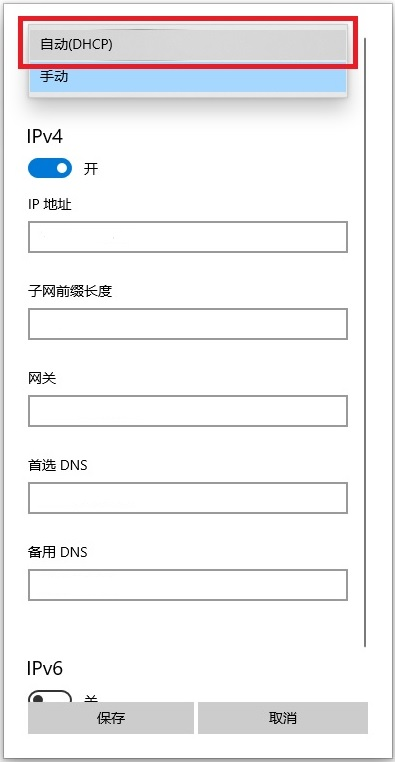 自动(DHCP)
手动
IPv4
开
IP 地址
子网前缀长度
网关
首选 DNS
备用 DNS
IPv6
关
保存
取消